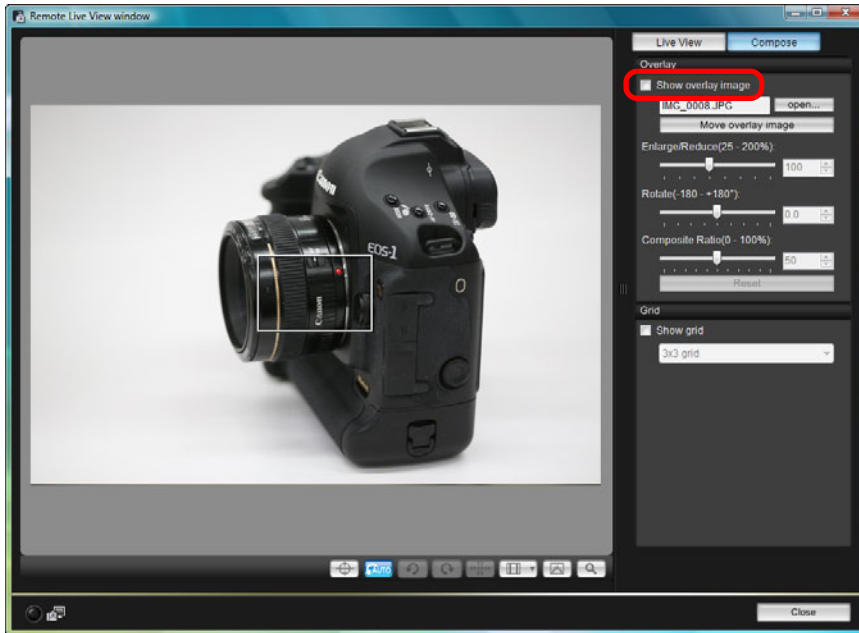 Remote Live View window
Live View
Compose
Overlay
Show overlay image
IMG_0008.JPG
open...
Move overlay image
Enlarge/Reduce(25 - 200%):
100
Rotate(-180 - +180°):
0.0
Composite Ratio(0 - 100%):
50
Reset
Grid
Show grid
3x3 grid
Canon
EOS-1
Canon
AUTO
Close